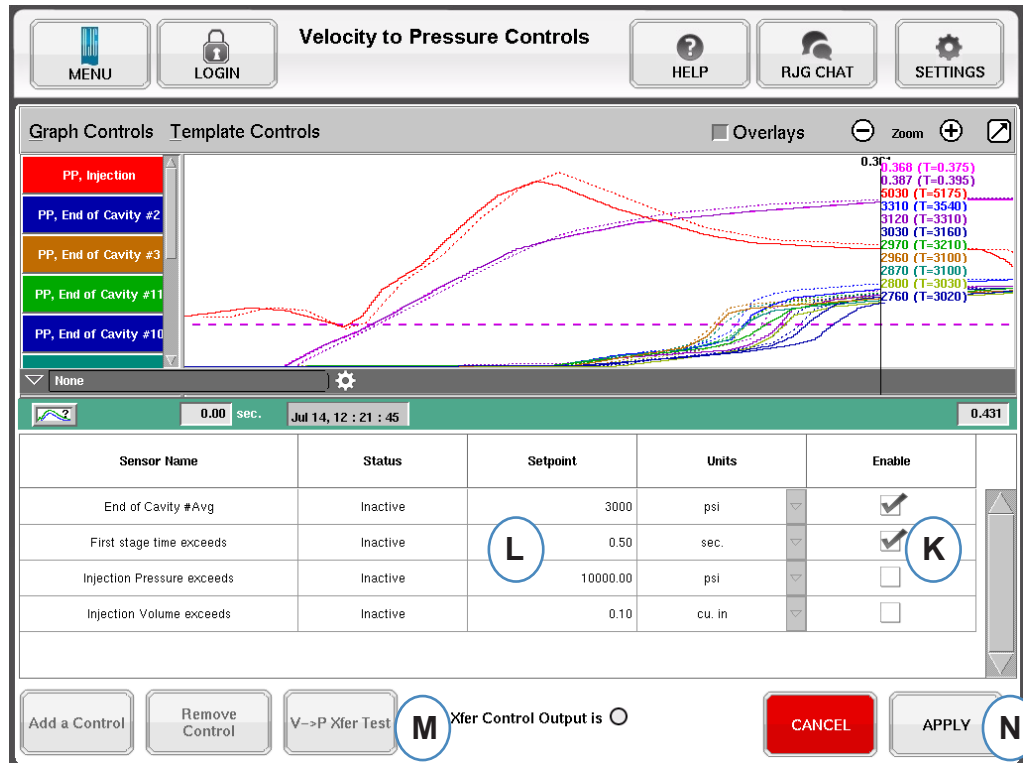 Velocity to Pressure Controls
MENU
LOGIN
HELP
RJG CHAT
SETTINGS
Graph Controls Template Controls
Overlays
Zoom
PP, Injection
PP, End of Cavity #2
PP, End of Cavity #3
PP, End of Cavity #11
PP, End of Cavity #10
0.368 (T=0.375)
0.387 (T=0.395)
5030 (T=5175)
3310 (T=3540)
3120 (T=3310)
3030 (T=3160)
2970 (T=3210)
2960 (T=3100)
2870 (T=3100)
2800 (T=3030)
2760 (T=3020)
None
0.00 sec. Jul 14, 12 : 21 : 45 0.431
Sensor Name Status Setpoint Units Enable
End of Cavity #Avg Inactive 3000 psi
First stage time exceeds Inactive L 0.50 sec. K
Injection Pressure exceeds Inactive 10000.00 psi
Injection Volume exceeds Inactive 0.10 cu. in
Add a Control
Remove
Control
V->P Xfer Test M Xfer Control Output is
CANCEL
APPLY N